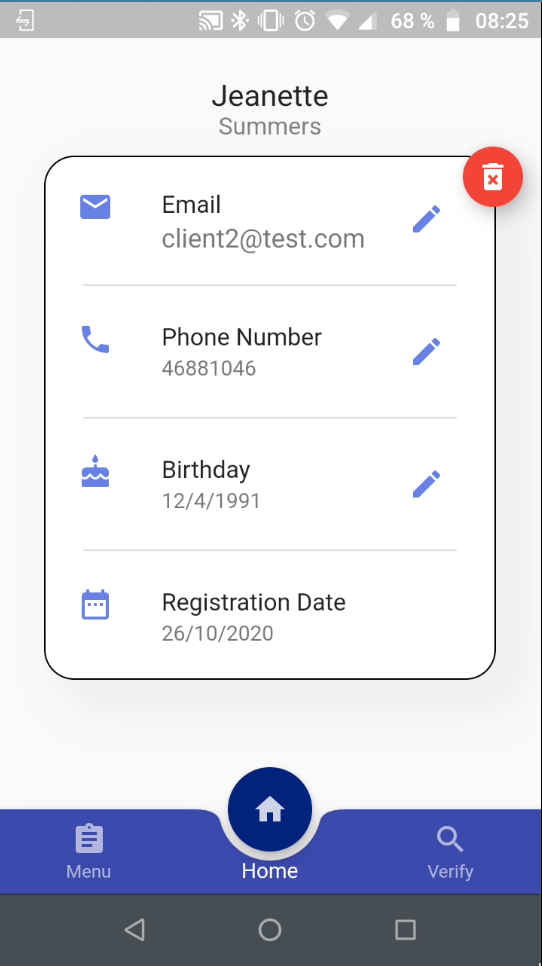 68 % 08:25
Jeanette
Summers
Email
client2@test.com
Phone Number
46881046
Birthday
12/4/1991
Registration Date
26/10/2020
Menu Home Verify